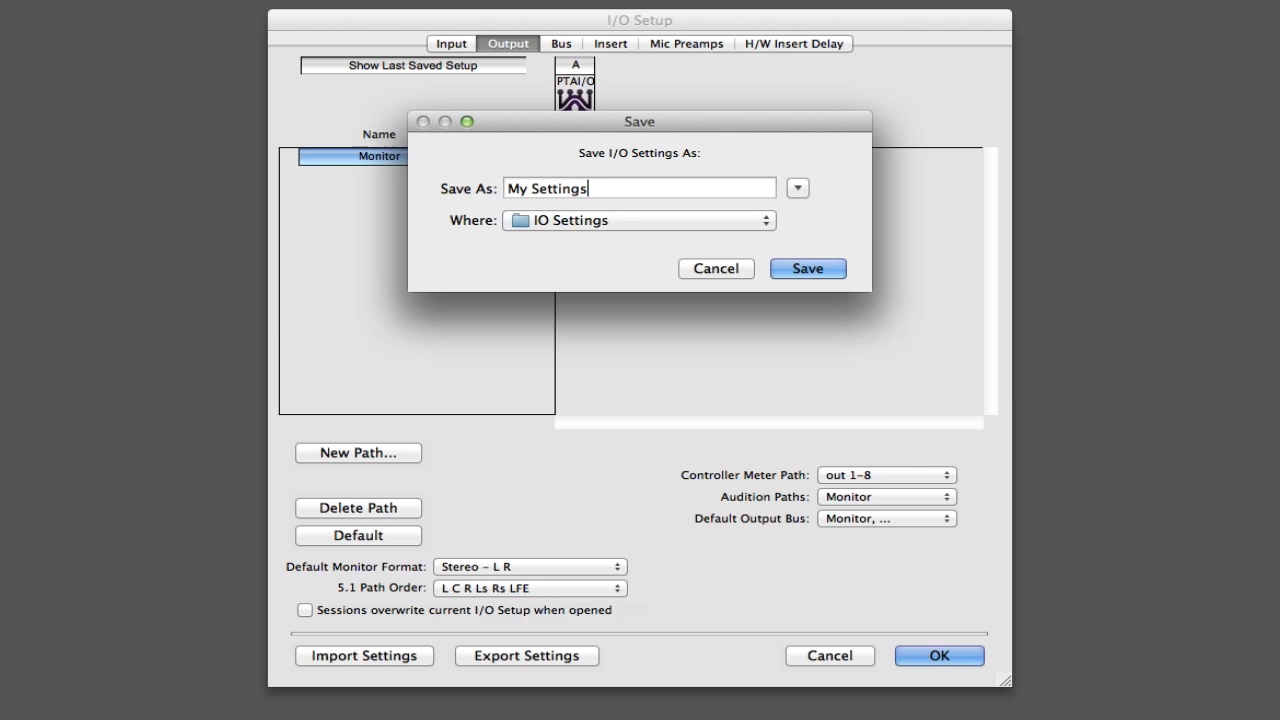 I/O Setup
Input Output Bus Insert Mic Preamps H/W Insert Delay
Show Last Saved Setup
A
PTAI/O
Save
Name
Save I/O Settings As:
Monitor
Save As: My Settings
Where: IO Settings
Cancel Save
New Path...
Controller Meter Path: out 1-8
Audition Paths: Monitor
Delete Path
Default Output Bus: Monitor, ...
Default
Default Monitor Format: Stereo - L R
5.1 Path Order: L C R Ls Rs LFE
Sessions overwrite current I/O Setup when opened
Import Settings Export Settings Cancel OK